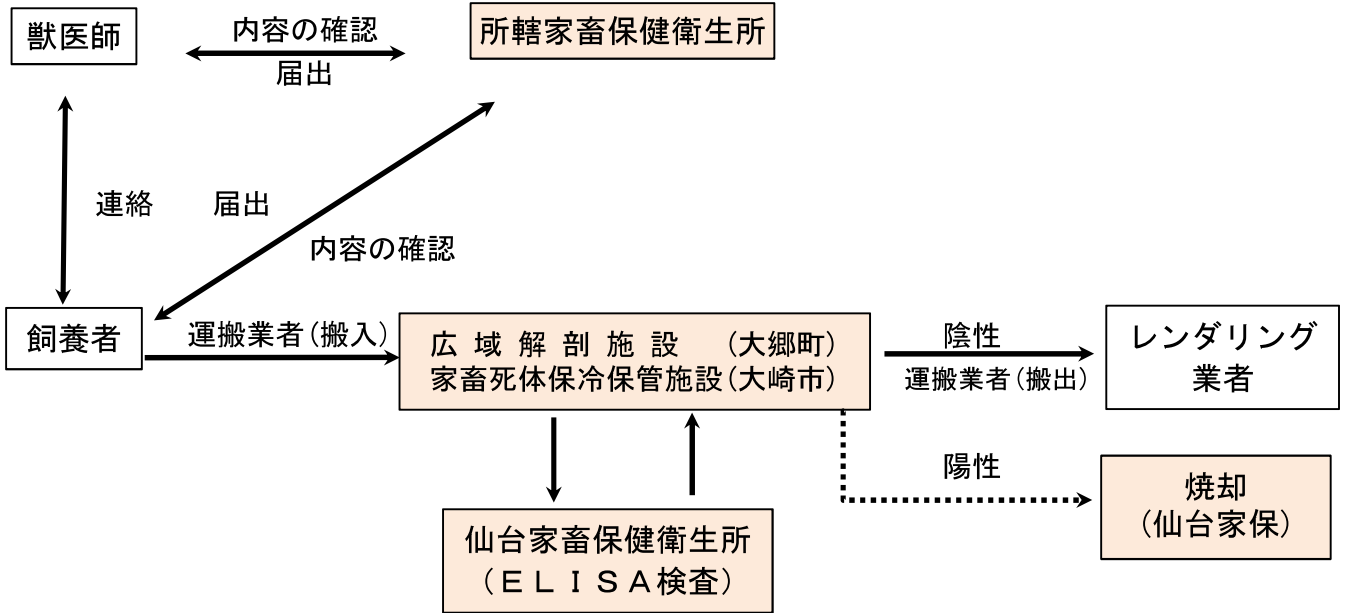 獣医師
内容の確認
届出
所轄家畜保健衛生所
連絡
届出
内容の確認
飼養者
運搬業者(搬入)
広域解剖施設 (大郷町)
家畜死体保冷保管施設(大崎市)
陰性
運搬業者(搬出)
レンダリング
業者
陽性
焼却
(仙台家保)
仙台家畜保健衛生所
(ELISA検査)